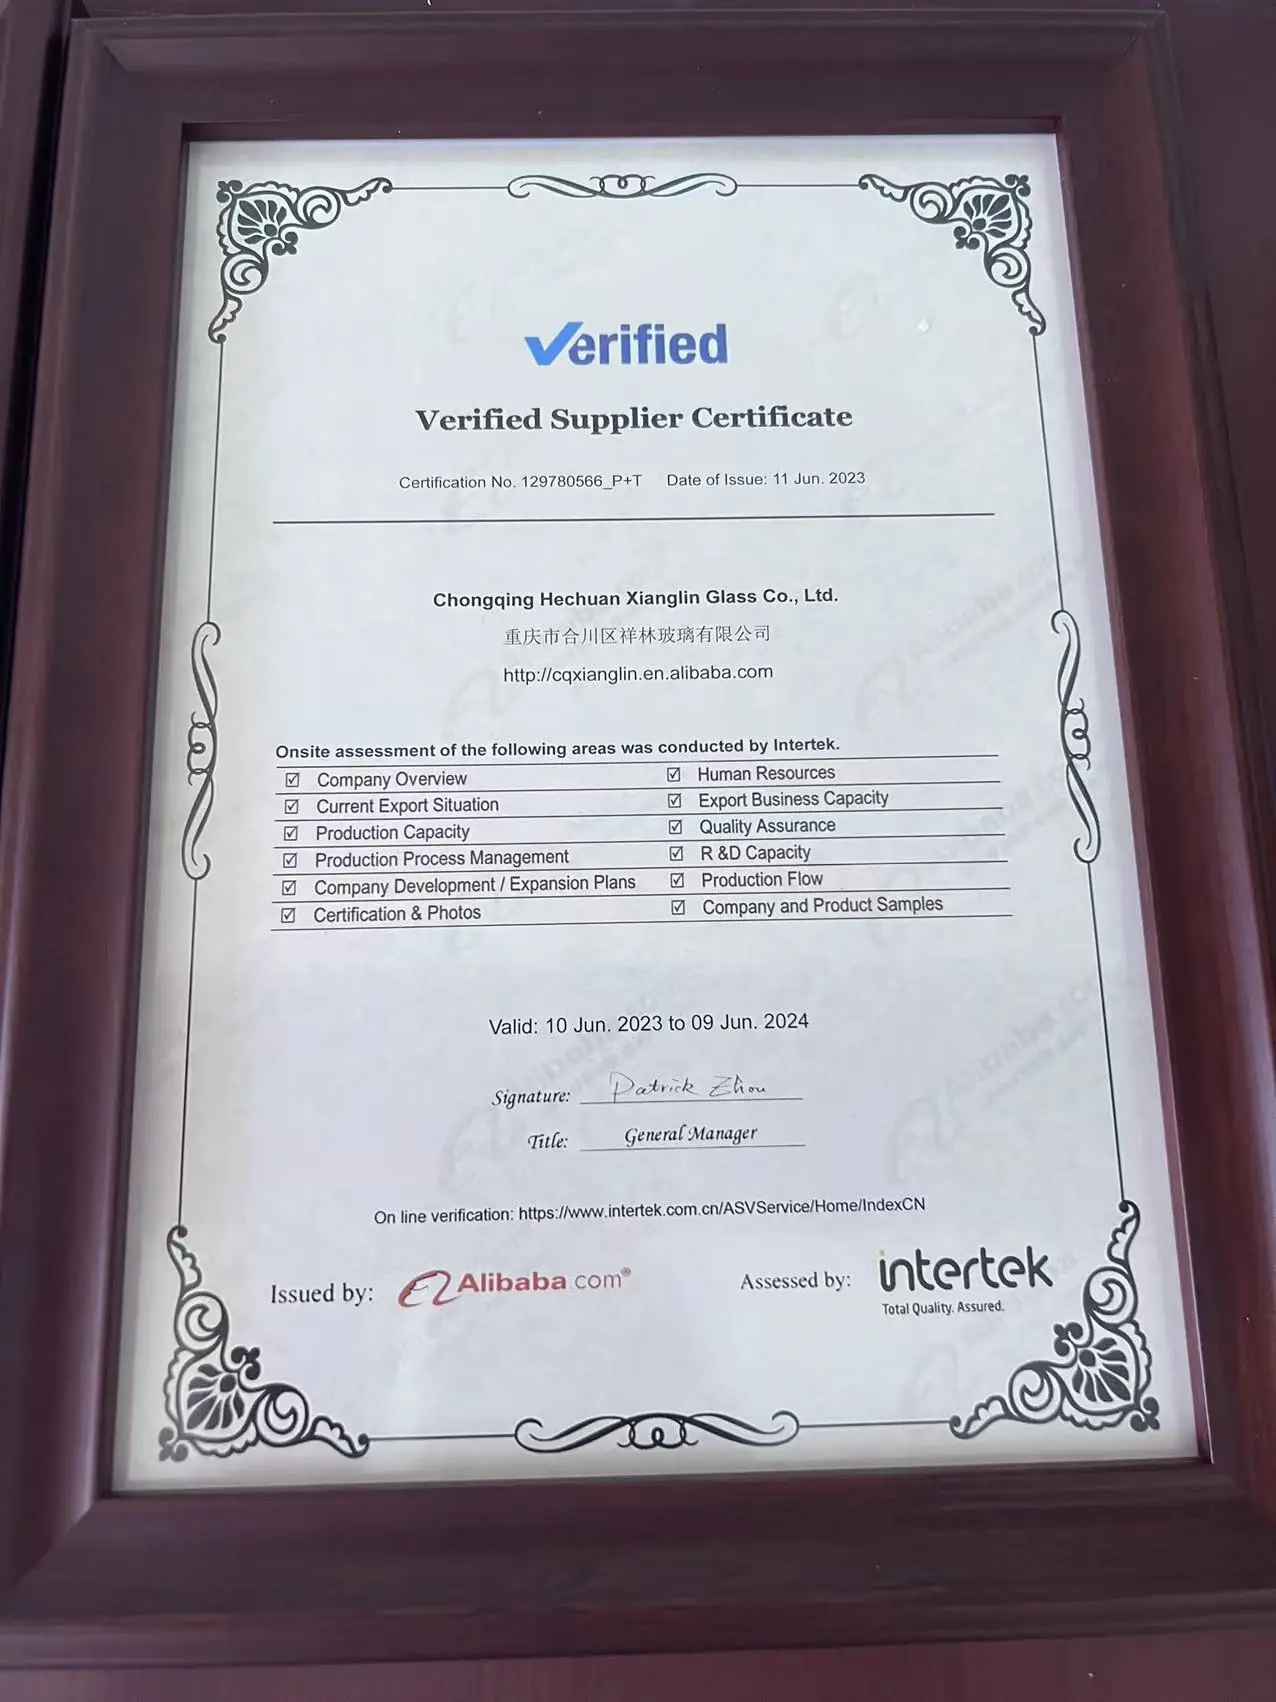 Verified
Verified Supplier Certificate
Certification No. 129780566_P+T Date of Issue: 11 Jun. 2023
Chongqing Hechuan Xianglin Glass Co., Ltd.
重庆市合川区祥林玻璃有限公司
http://cqxianglin.en.alibaba.com
Onsite assessment of the following areas was conducted by Intertek.
☑ Company Overview ☑ Human Resources
☑ Current Export Situation ☑ Export Business Capacity
☑ Production Capacity ☑ Quality Assurance
☑ Production Process Management ☑ R &D Capacity
☑ Company Development / Expansion Plans ☑ Production Flow
☑ Certification & Photos ☑ Company and Product Samples
Valid: 10 Jun. 2023 to 09 Jun. 2024
Signature: Patrick Zhou
Title: General Manager
On line verification: https://www.intertek.com.cn/ASVService/Home/IndexCN
Issued by: Alibaba.com® Assessed by: intertek
Total Quality. Assured.